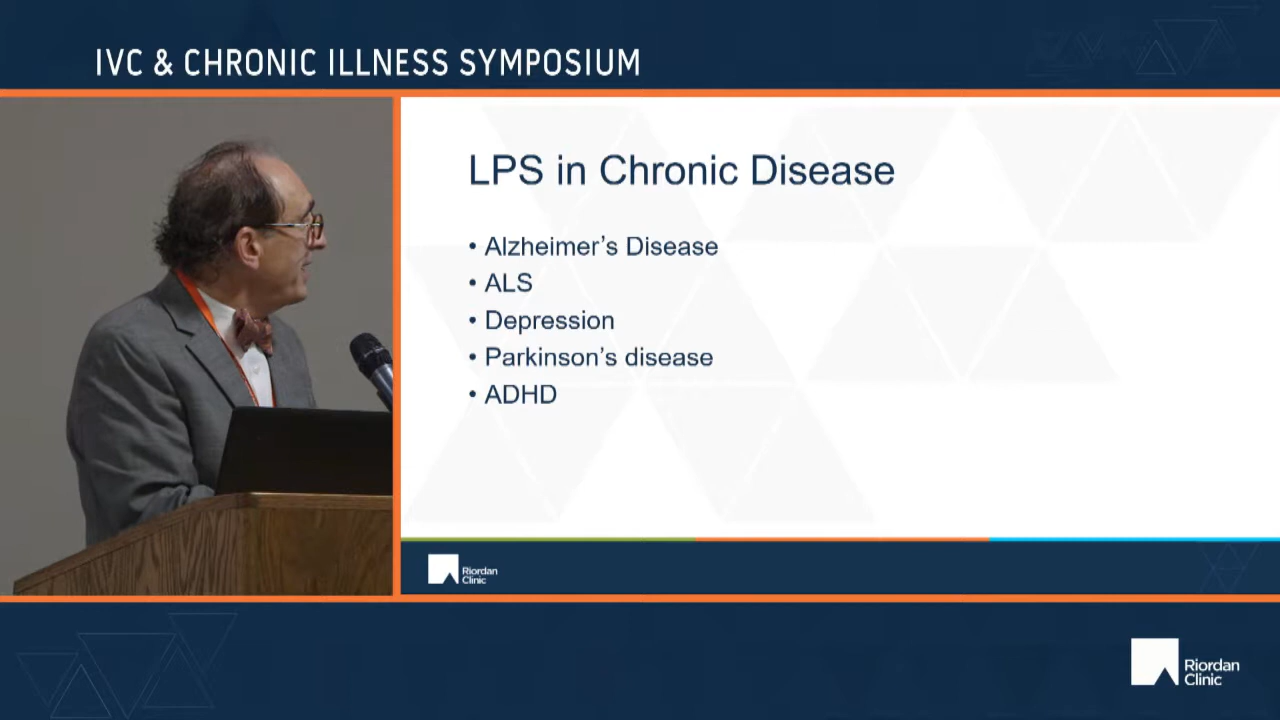 IVC & CHRONIC ILLNESS SYMPOSIUM
LPS in Chronic Disease
• Alzheimer’s Disease
• ALS
• Depression
• Parkinson’s disease
• ADHD
Riordan
Clinic
Riordan
Clinic